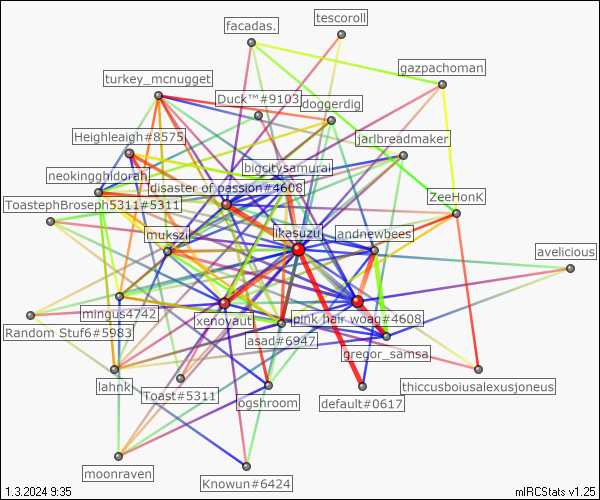 tescoroll
facadas.
gazpachoman
turkey_mcnugget
Duck™#9103
doggerdig
Heighleigh#8575
jarlbreadmaker
bigcitysamurai
neokingghidorah
disaster of passion#4608
ToastephBroseph5311#5311
ZeeHonK
mukszi
ikasuzu
andrewbees
avelicious
mingus4742
xenoyaut
pink hair woag#4608
Random Stuf6#5983
asad#6947
gregor_samsa
lahnk
Toast#5311
ogshroom
default#0617
thiccusboiusalexusjoneus
moonraven
Knowun#6424
1.3.2024 9:35
mIRCStats v1.25